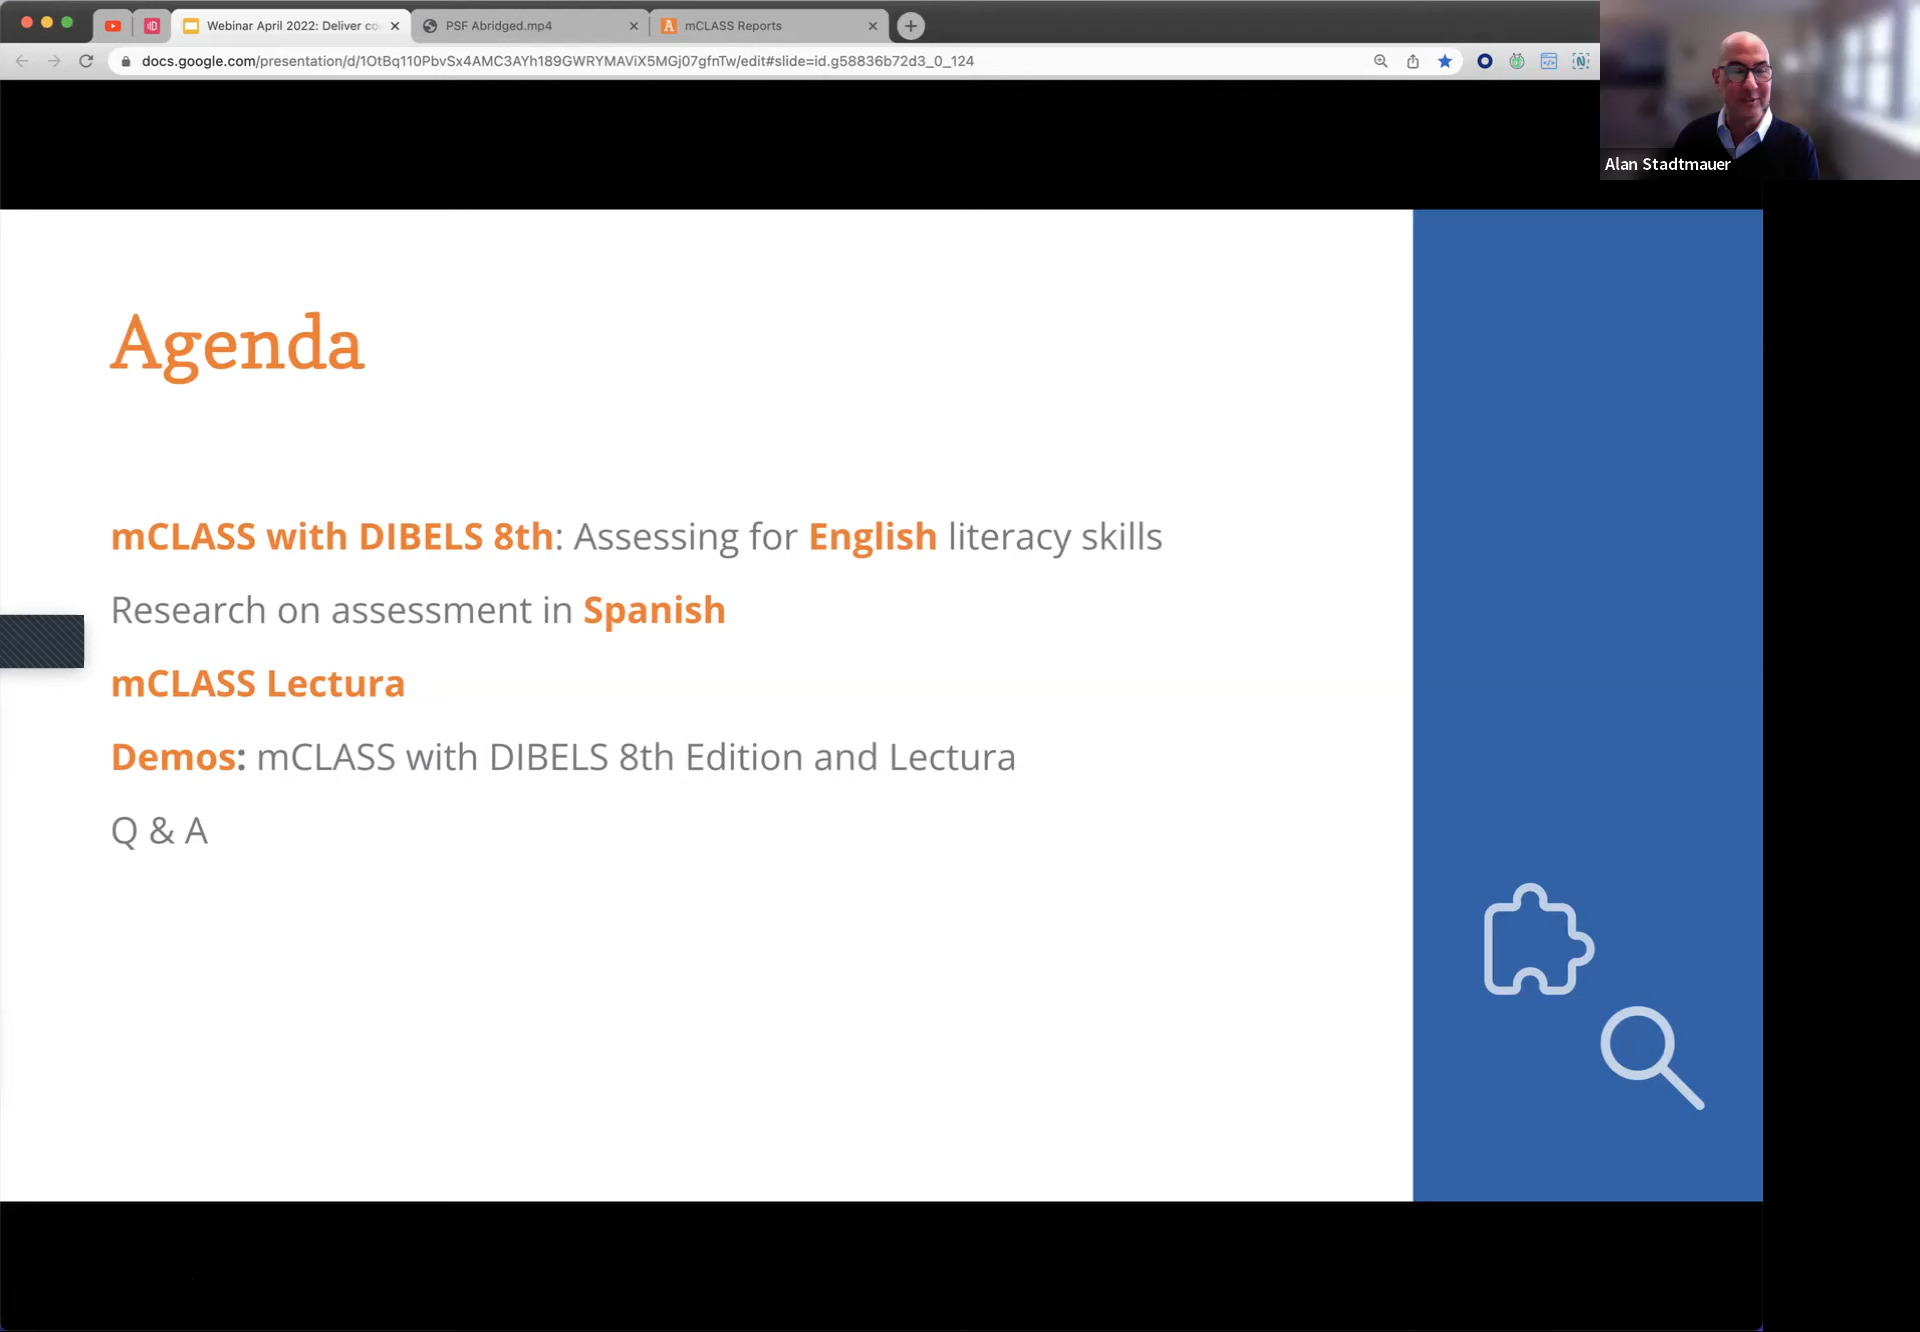 Webinar April 2022: Deliver co
PSF Abridged.mp4
mCLASS Reports
docs.google.com/presentation/d/1OtBq110PbvSx4AMC3AYh189GWRYMAViX5MGj07gfnTw/edit#slide=id.g58836b72d3_0_124
Alan Stadtmauer
Agenda
mCLASS with DIBELS 8th: Assessing for English literacy skills
Research on assessment in Spanish
mCLASS Lectura
Demos: mCLASS with DIBELS 8th Edition and Lectura
Q & A